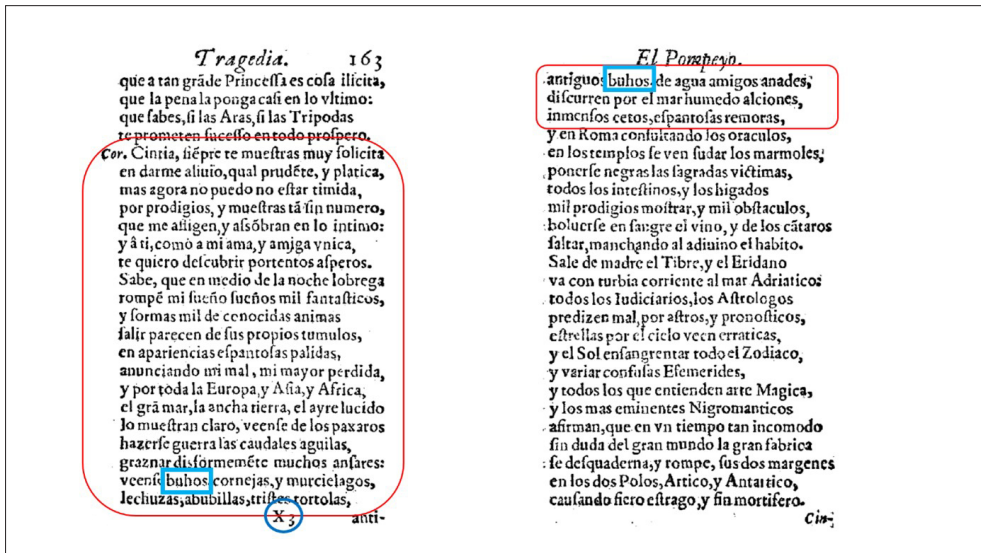 Tragedia. 163
que a tan grãde Princeſſa es coſa ilicita,
que la pena la ponga caſi en lo vltimo:
que ſabes, ſi las Aras, ſi las Tripodas
te prometen ſuceſſo en todo proſpero.
Cor. Cintia, ſiẽpre te mueſtras muy ſolicita
en darme aliuio, qual prudẽte, y platica,
mas agora no puedo no eſtar timida,
por prodigios, y mueſtras tã ſin numero,
que me afligen, y aſsõbran en lo intimo:
y à ti, como a mi ama, y amiga vnica,
te quiero deſcubrir portentos aſperos.
Sabe, que en medio de la noche lobrega
rompẽ mi ſueño ſueños mil fantaſticos,
y formas mil de conocidas animas
ſalir parecen de ſus propios tumulos,
en apariencias eſpantoſas palidas,
anunciando mi mal, mi mayor perdida,
y por toda la Europa, y Aſia, y Africa,
el grã mar, la ancha tierra, el ayre lucido
lo mueſtran claro, veenſe de los paxaros
hazerſe guerra las caudales aguilas,
graznar disformemẽte muchos anſares:
veenſe buhos, cornejas, y murcielagos,
lechuzas, abubillas, triſtes tortolas,
X 3 anti-
El Pompeyo.
antiguos buhos, de agua amigos anades,
diſcurren por el mar humedo alciones,
inmenſos cetos, eſpantoſas remoras,
y en Roma conſultando los oraculos,
en los templos ſe ven ſudar los marmoles,
ponerſe negras las ſagradas victimas,
todos los inteſtinos, y los higados
mil prodigios moſtrar, y mil obſtaculos,
boluerſe en ſangre el vino, y de los cãtaros
ſaltar, manchando al adiuino el habito.
Sale de madre el Tibre, y el Eridano
va con turbia corriente al mar Adriatico:
todos los Iudiciarios, los Aſtrologos
predizen mal, por aſtros, y pronoſticos,
eſtrellas por el cielo veen erraticas,
y el Sol enſangrentar todo el Zodiaco,
y variar confuſas Efemerides,
y todos los que entienden arte Magica,
y los mas eminentes Nigromanticos
afirman, que en vn tiempo tan incomodo
ſin duda del gran mundo la gran fabrica
ſe deſquaderna, y rompe, ſus dos margenes
en los dos Polos, Artico, y Antartico,
cauſando fiero eſtrago, y fin mortifero.
Cin-